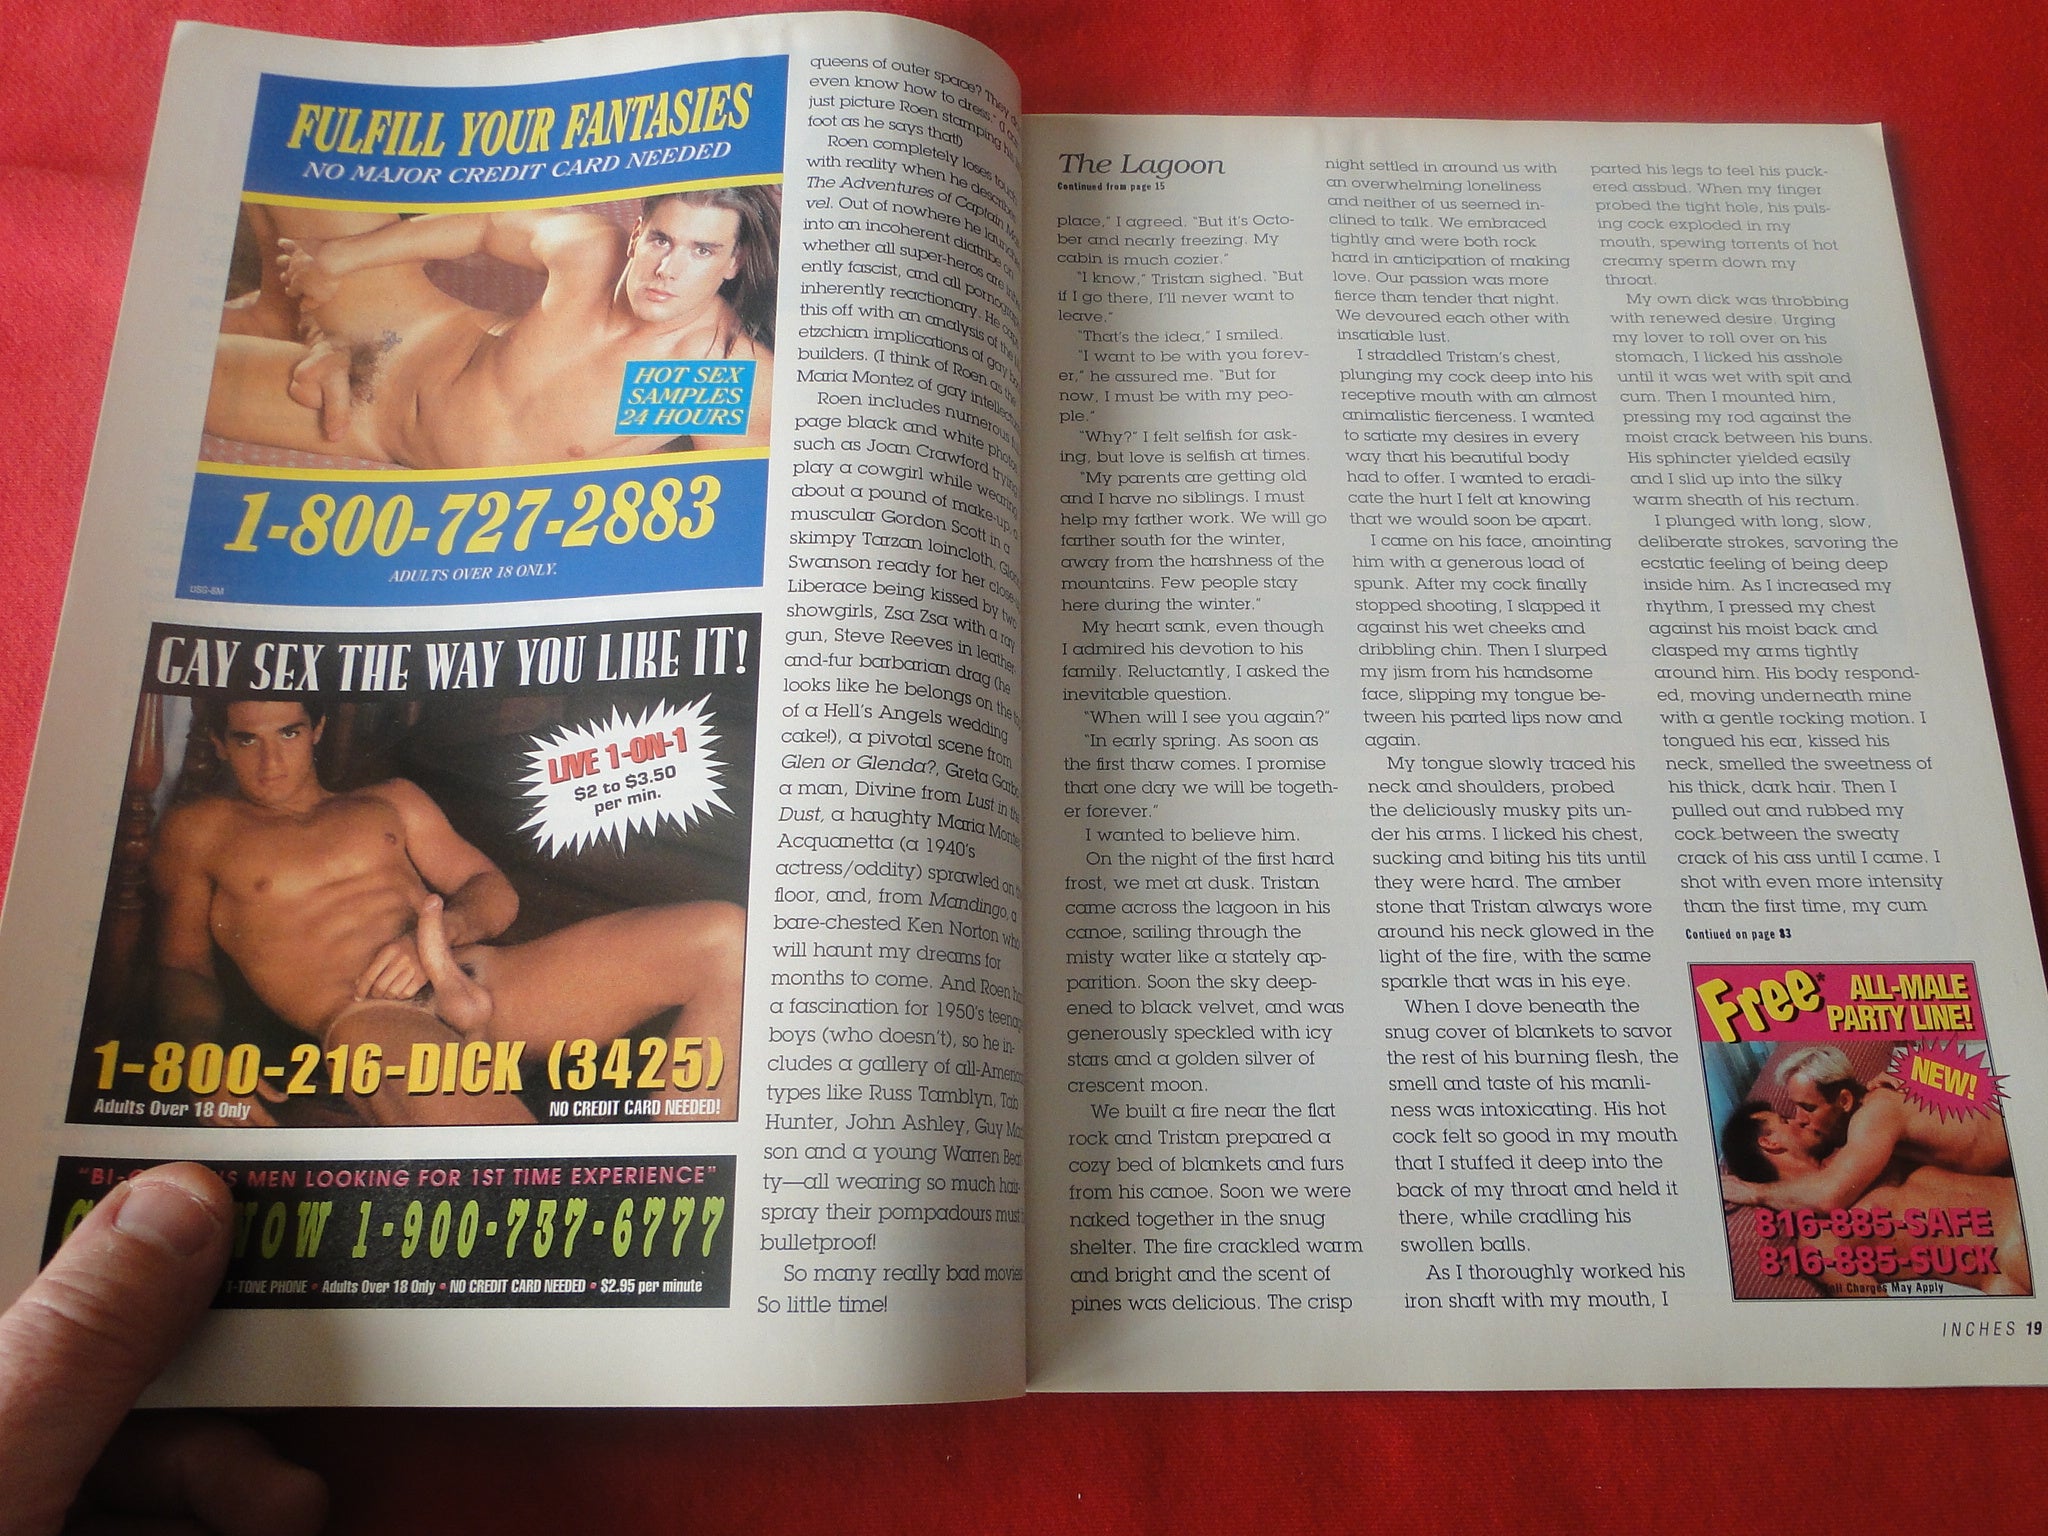 FULFILL YOUR FANTASIES
NO MAJOR CREDIT CARD NEEDED
HOT SEX
SAMPLES
24 HOURS
1-800-727-2883
ADULTS OVER 18 ONLY.
GAY SEX THE WAY YOU LIKE IT!
LIVE 1-ON-1
$2 to $3.50
per min.
1-800-216-DICK (3425)
Adults Over 18 Only
NO CREDIT CARD NEEDED!
MEN LOOKING FOR 1ST TIME EXPERIENCE"
NOW 1-900-737-6777
T-TONE PHONE • Adults Over 18 Only • NO CREDIT CARD NEEDED • $2.95 per minute
queens of outer space? They
even know how to dress."
just picture Roen stamping his
foot as he says that!)
Roen completely loses touch
with reality when he describes
The Adventures of Captain
vel. Out of nowhere he
into an incoherent diatribe on
whether all super-heros are
ently fascist, and all
inherently reactionary. He
this off with an analysis of the
etzchian implications of gay
builders. (I think of Roen as the
Maria Montez of gay
Roen includes numerous
page black and white photos
such as Joan Crawford trying
play a cowgirl while wearing
about a pound of make-up, a
muscular Gordon Scott in a
skimpy Tarzan loincloth,
Swanson ready for her close-
Liberace being kissed by two
showgirls, Zsa Zsa with a ray
gun, Steve Reeves in leather-
and-fur barbarian drag (he
looks like he belongs on the
of a Hell's Angels wedding
cake!), a pivotal scene from
Glen or Glenda?, Greta Garbo
a man, Divine from Lust in the
Dust, a haughty Maria Montez,
Acquanetta (a 1940's
actress/oddity) sprawled on
floor, and, from Mandingo, a
bare-chested Ken Norton who
will haunt my dreams for
months to come. And Roen
a fascination for 1950's
boys (who doesn't), so he in-
cludes a gallery of
types like Russ Tamblyn, Tab
Hunter, John Ashley, Guy
son and a young Warren
ty—all wearing so much hair-
spray their pompadours must
bulletproof!
So many really bad movies
So little time!
The Lagoon
Continued from page 15
place," I agreed. "But it's Octo-
ber and nearly freezing. My
cabin is much cozier."
"I know," Tristan sighed. "But
if I go there, I'll never want to
leave."
"That's the idea," I smiled.
"I want to be with you forev-
er," he assured me. "But for
now, I must be with my peo-
ple."
"Why?" I felt selfish for ask-
ing, but love is selfish at times.
"My parents are getting old
and I have no siblings. I must
help my father work. We will go
farther south for the winter,
away from the harshness of the
mountains. Few people stay
here during the winter."
My heart sank, even though
I admired his devotion to his
family. Reluctantly, I asked the
inevitable question.
"When will I see you again?"
"In early spring. As soon as
the first thaw comes. I promise
that one day we will be togeth-
er forever."
I wanted to believe him.
On the night of the first hard
frost, we met at dusk. Tristan
came across the lagoon in his
canoe, sailing through the
misty water like a stately ap-
parition. Soon the sky deep-
ened to black velvet, and was
generously speckled with icy
stars and a golden silver of
crescent moon.
We built a fire near the flat
rock and Tristan prepared a
cozy bed of blankets and furs
from his canoe. Soon we were
naked together in the snug
shelter. The fire crackled warm
and bright and the scent of
pines was delicious. The crisp
night settled in around us with
an overwhelming loneliness
and neither of us seemed in-
clined to talk. We embraced
tightly and were both rock
hard in anticipation of making
love. Our passion was more
fierce than tender that night.
We devoured each other with
insatiable lust.
I straddled Tristan's chest,
plunging my cock deep into his
receptive mouth with an almost
animalistic fierceness. I wanted
to satiate my desires in every
way that his beautiful body
had to offer. I wanted to eradi-
cate the hurt I felt at knowing
that we would soon be apart.
I came on his face, anointing
him with a generous load of
spunk. After my cock finally
stopped shooting, I slapped it
against his wet cheeks and
dribbling chin. Then I slurped
my jism from his handsome
face, slipping my tongue be-
tween his parted lips now and
again.
My tongue slowly traced his
neck and shoulders, probed
the deliciously musky pits un-
der his arms. I licked his chest,
sucking and biting his tits until
they were hard. The amber
stone that Tristan always wore
around his neck glowed in the
light of the fire, with the same
sparkle that was in his eye.
When I dove beneath the
snug cover of blankets to savor
the rest of his burning flesh, the
smell and taste of his manli-
ness was intoxicating. His hot
cock felt so good in my mouth
that I stuffed it deep into the
back of my throat and held it
there, while cradling his
swollen balls.
As I thoroughly worked his
iron shaft with my mouth, I
parted his legs to feel his puck-
ered assbud. When my finger
probed the tight hole, his puls-
ing cock exploded in my
mouth, spewing torrents of hot
creamy sperm down my
throat.
My own dick was throbbing
with renewed desire. Urging
my lover to roll over on his
stomach, I licked his asshole
until it was wet with spit and
cum. Then I mounted him,
pressing my rod against the
moist crack between his buns.
His sphincter yielded easily
and I slid up into the silky
warm sheath of his rectum.
I plunged with long, slow,
deliberate strokes, savoring the
ecstatic feeling of being deep
inside him. As I increased my
rhythm, I pressed my chest
against his moist back and
clasped my arms tightly
around him. His body respond-
ed, moving underneath mine
with a gentle rocking motion. I
tongued his ear, kissed his
neck, smelled the sweetness of
his thick, dark hair. Then I
pulled out and rubbed my
cock between the sweaty
crack of his ass until I came. I
shot with even more intensity
than the first time, my cum
Contiued on page 83
Free* ALL-MALE
PARTY LINE!
NEW!
816-885-SAFE
816-885-SUCK
Charges May Apply
INCHES 19